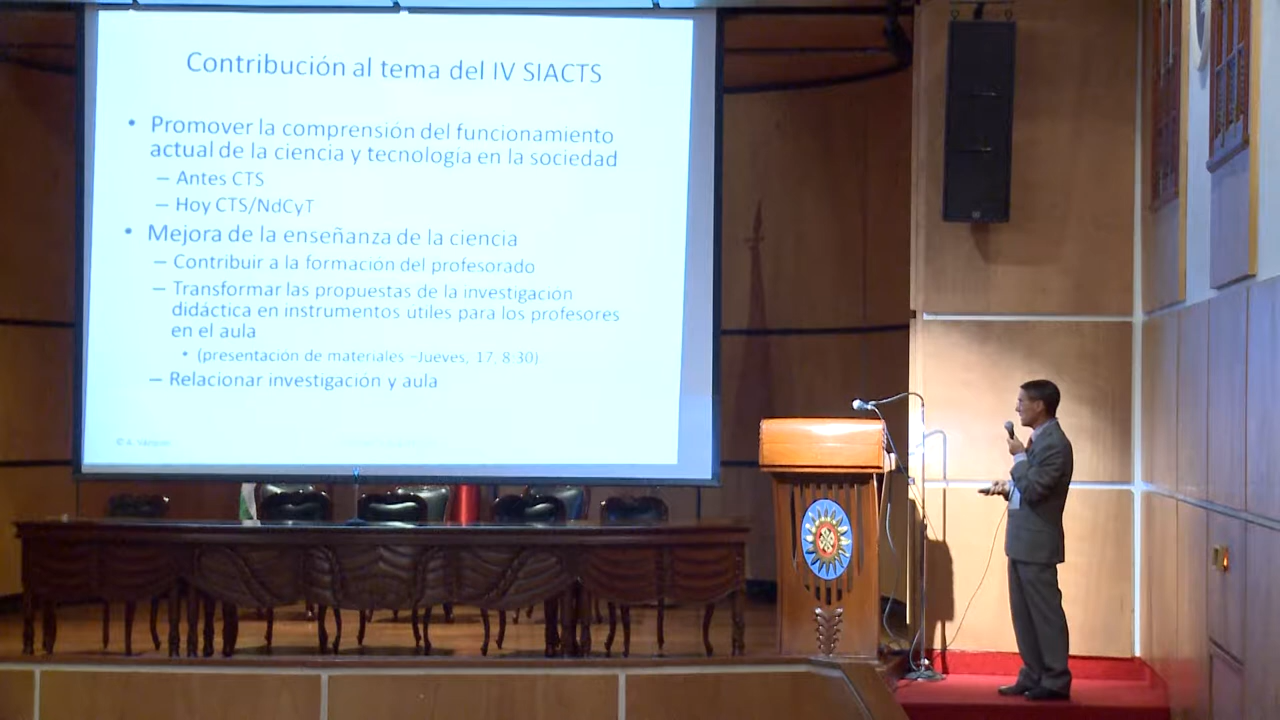 Contribución al tema del IV SIACTS
• Promover la comprensión del funcionamiento
actual de la ciencia y tecnologia en la sociedad
– Antes CTS
– Hoy CTS/NdCyT
• Mejora de la enseñanza de la ciencia
– Contribuir a la formación del profesorado
– Transformar las propuestas de la investigación
didáctica en instrumentos utiles para los profesores
en el aula
• (presentación de materiales –Jueves, 17, 8:30)
– Relacionar investigación y aula
© A.